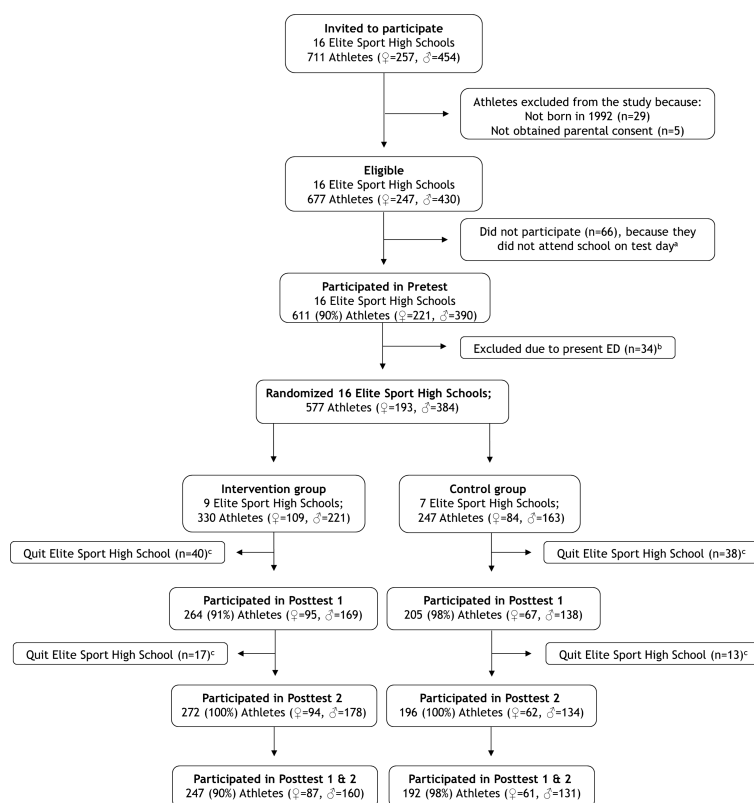 Invited to participate
16 Elite Sport High Schools
711 Athletes (♀=257, ♂=454)
Athletes excluded from the study because:
Not born in 1992 (n=29)
Not obtained parental consent (n=5)
Eligible
16 Elite Sport High Schools
677 Athletes (♀=247, ♂=430)
Did not participate (n=66), because they
did not attend school on test dayᵃ
Participated in Pretest
16 Elite Sport High Schools
611 (90%) Athletes (♀=221, ♂=390)
Excluded due to present ED (n=34)ᵇ
Randomized 16 Elite Sport High Schools;
577 Athletes (♀=193, ♂=384)
Intervention group
9 Elite Sport High Schools;
330 Athletes (♀=109, ♂=221)
Control group
7 Elite Sport High Schools;
247 Athletes (♀=84, ♂=163)
Quit Elite Sport High School (n=40)ᶜ
Quit Elite Sport High School (n=38)ᶜ
Participated in Posttest 1
264 (91%) Athletes (♀=95, ♂=169)
Participated in Posttest 1
205 (98%) Athletes (♀=67, ♂=138)
Quit Elite Sport High School (n=17)ᶜ
Quit Elite Sport High School (n=13)ᶜ
Participated in Posttest 2
272 (100%) Athletes (♀=94, ♂=178)
Participated in Posttest 2
196 (100%) Athletes (♀=62, ♂=134)
Participated in Posttest 1 & 2
247 (90%) Athletes (♀=87, ♂=160)
Participated in Posttest 1 & 2
192 (98%) Athletes (♀=61, ♂=131)